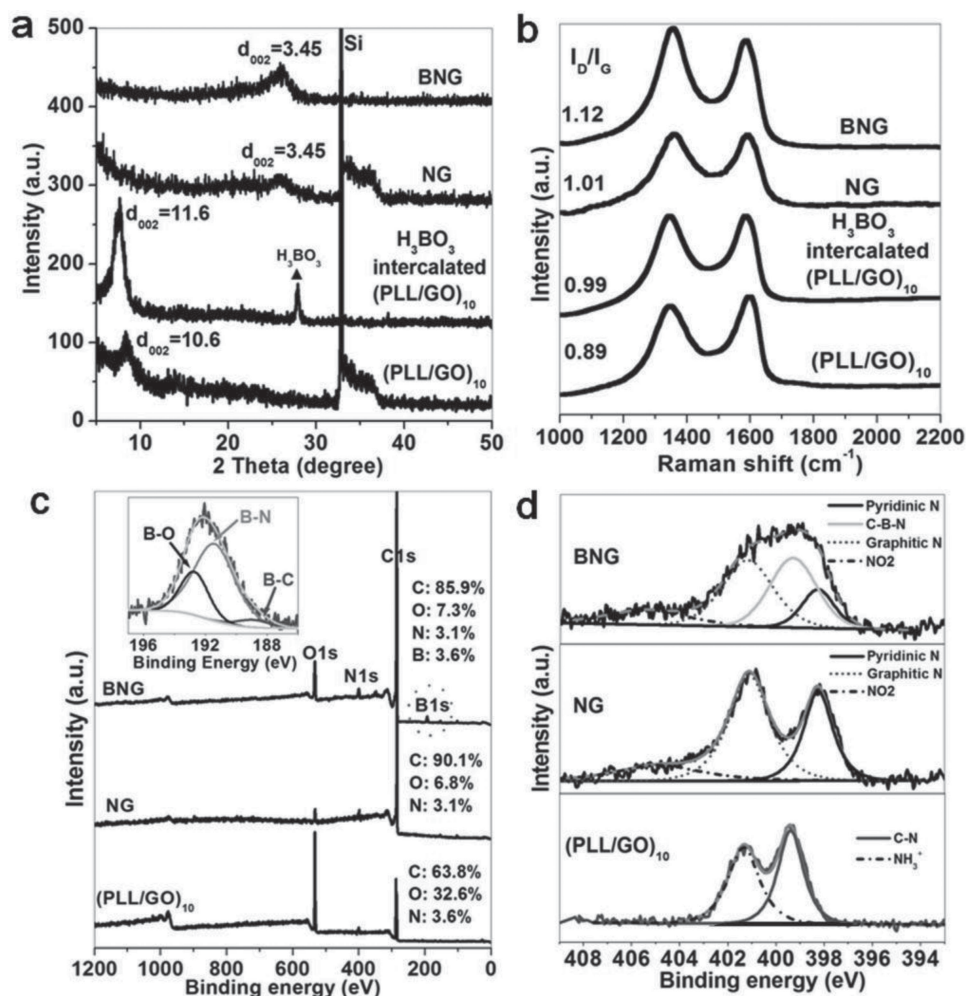 a
500
400
300
200
100
0
Intensity (a.u.)
d002=3.45
Si
BNG
d002=3.45
NG
d002=11.6
H3BO3
H3BO3
intercalated
(PLL/GO)10
d002=10.6
(PLL/GO)10
10 20 30 40 50
2 Theta (degree)
b
Intensity (a.u.)
ID/IG
1.12
BNG
1.01
NG
H3BO3
intercalated
0.99
(PLL/GO)10
0.89
(PLL/GO)10
1000 1200 1400 1600 1800 2000 2200
Raman shift (cm-1)
c
Intensity (a.u.)
B-O
B-N
B-C
196 192 188
Binding Energy (eV)
C1s
C: 85.9%
O: 7.3%
N: 3.1%
B: 3.6%
O1s
N1s
B1s
BNG
C: 90.1%
O: 6.8%
N: 3.1%
NG
C: 63.8%
O: 32.6%
N: 3.6%
(PLL/GO)10
1200 1000 800 600 400 200 0
Binding energy (eV)
d
Intensity (a.u.)
BNG
Pyridinic N
C-B-N
Graphitic N
NO2
Intensity (a.u.)
NG
Pyridinic N
Graphitic N
NO2
(PLL/GO)10
C-N
NH3+
408 406 404 402 400 398 396 394
Binding energy (eV)